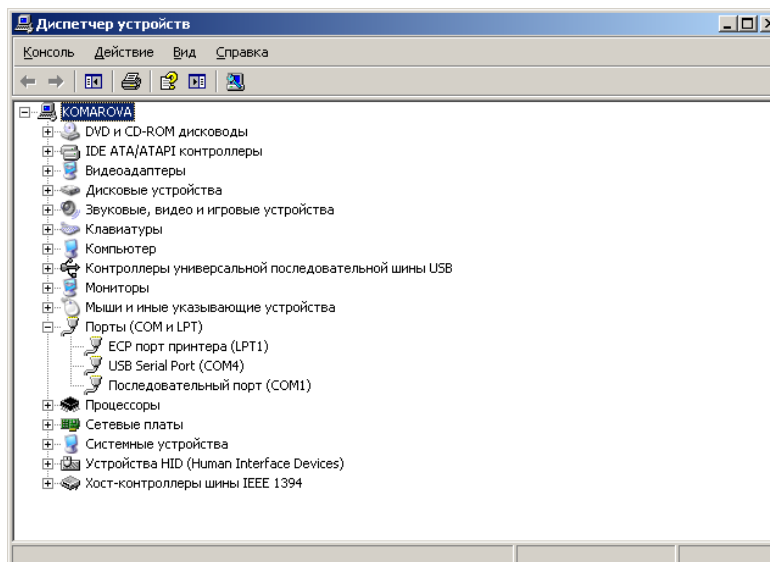 Диспетчер устройств
Консоль Действие Вид Справка
KOMAROVA
DVD и CD-ROM дисководы
IDE ATA/ATAPI контроллеры
Видеоадаптеры
Дисковые устройства
Звуковые, видео и игровые устройства
Клавиатуры
Компьютер
Контроллеры универсальной последовательной шины USB
Мониторы
Мыши и иные указывающие устройства
Порты (COM и LPT)
ECP порт принтера (LPT1)
USB Serial Port (COM4)
Последовательный порт (COM1)
Процессоры
Сетевые платы
Системные устройства
Устройства HID (Human Interface Devices)
Хост-контроллеры шины IEEE 1394